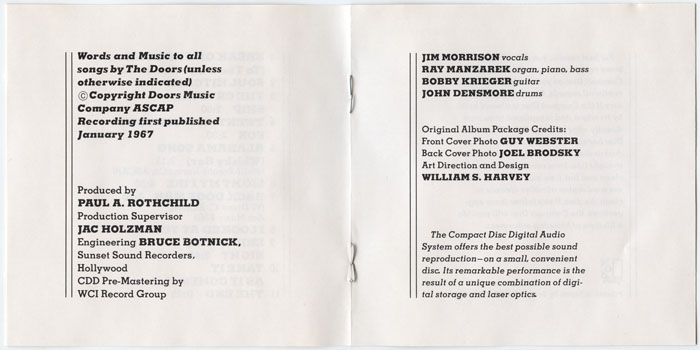 Words and Music to all
songs by The Doors (unless
otherwise indicated)
©Copyright Doors Music
Company ASCAP
Recording first published
January 1967
Produced by
PAUL A. ROTHCHILD
Production Supervisor
JAC HOLZMAN
Engineering BRUCE BOTNICK,
Sunset Sound Recorders,
Hollywood
CDD Pre-Mastering by
WCI Record Group
JIM MORRISON vocals
RAY MANZAREK organ, piano, bass
BOBBY KRIEGER guitar
JOHN DENSMORE drums
Original Album Package Credits:
Front Cover Photo GUY WEBSTER
Back Cover Photo JOEL BRODSKY
Art Direction and Design
WILLIAM S. HARVEY
The Compact Disc Digital Audio
System offers the best possible sound
reproduction—on a small, convenient
disc. Its remarkable performance is the
result of a unique combination of digi-
tal storage and laser optics.